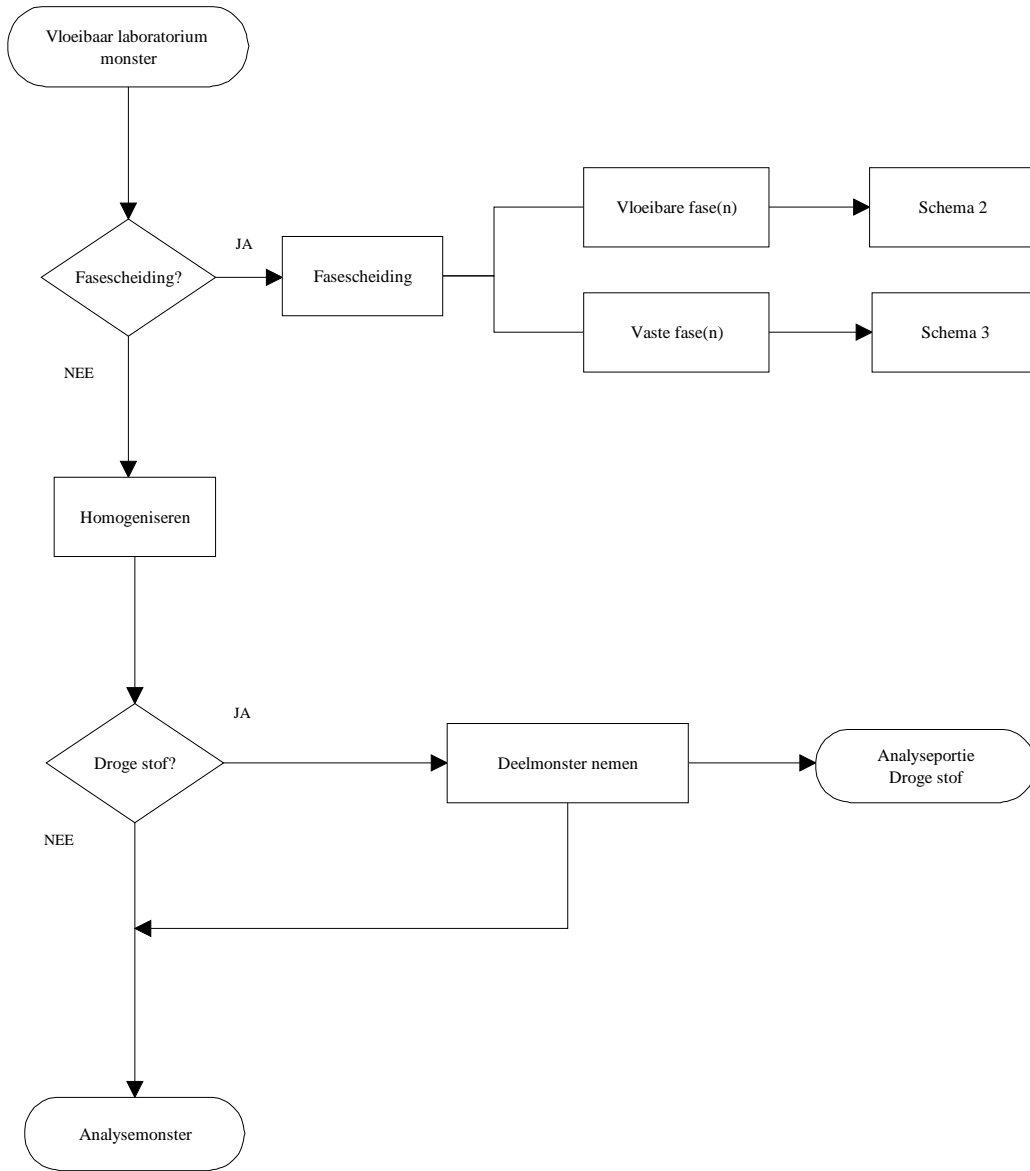 Vloeibaar laboratorium
monster
Fasescheiding?
JA
Fasescheiding
Vloeibare fase(n)
Schema 2
Vaste fase(n)
Schema 3
NEE
Homogeniseren
Droge stof?
JA
Deelmonster nemen
Analyseportie
Droge stof
NEE
Analysemonster